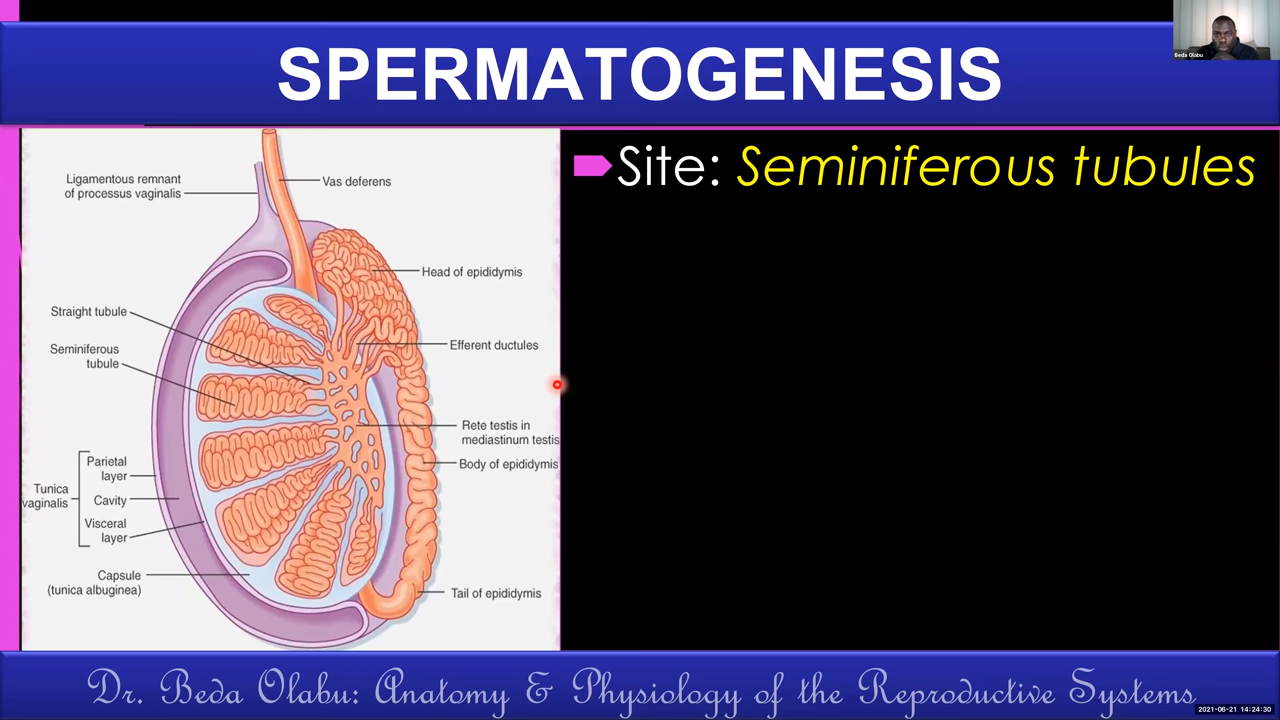 Beda Olabu
SPERMATOGENESIS
Site: Seminiferous tubules
Ligamentous remnant
of processus vaginalis
Vas deferens
Head of epididymis
Straight tubule
Efferent ductules
Seminiferous
tubule
Rete testis in
mediastinum testis
Parietal
layer
Body of epididymis
Tunica
vaginalis
Cavity
Visceral
layer
Capsule
(tunica albuginea)
Tail of epididymis
Dr. Beda Olabu: Anatomy & Physiology of the Reproductive Systems
2021-06-21 14:24:30